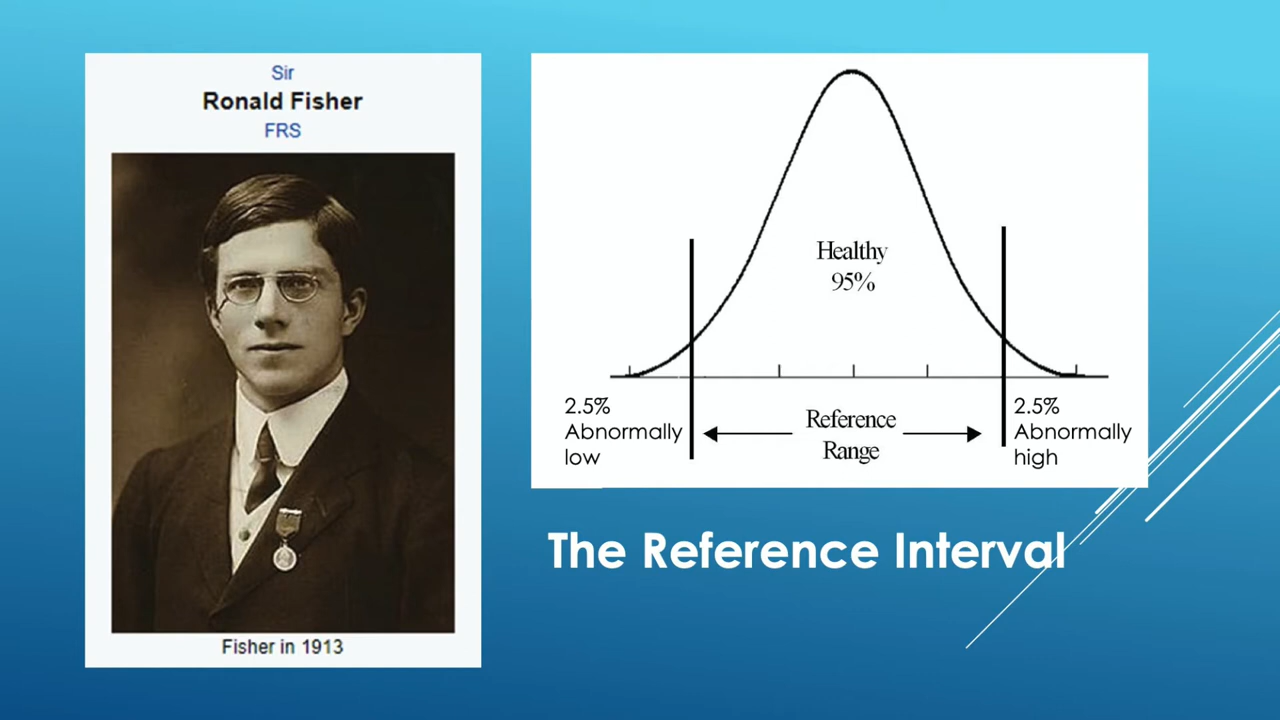 Sir
Ronald Fisher
FRS
Fisher in 1913
Healthy
95%
2.5%
Abnormally
low
Reference
Range
2.5%
Abnormally
high
The Reference Interval